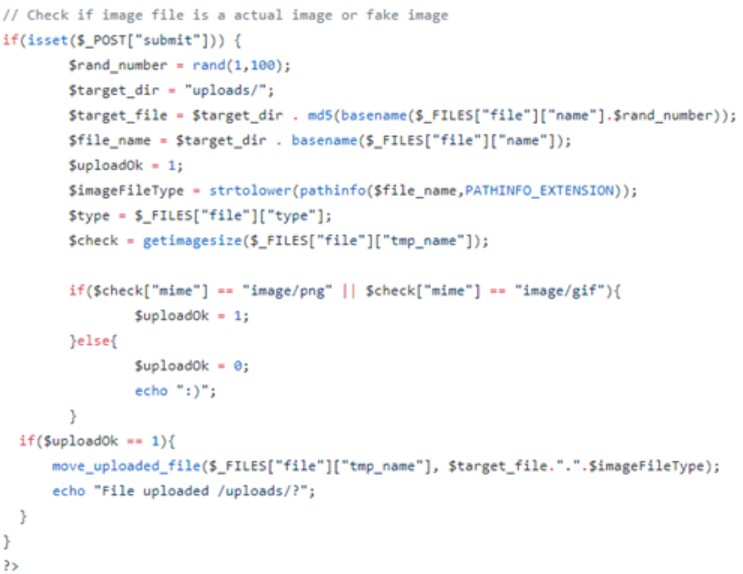 // Check if image file is a actual image or fake image
if(isset($_POST["submit"])) {
$rand_number = rand(1,100);
$target_dir = "uploads/";
$target_file = $target_dir . md5(basename($_FILES["file"]["name"].$rand_number));
$file_name = $target_dir . basename($_FILES["file"]["name"]);
$uploadOk = 1;
$imageFileType = strtolower(pathinfo($file_name,PATHINFO_EXTENSION));
$type = $_FILES["file"]["type"];
$check = getimagesize($_FILES["file"]["tmp_name"]);
if($check["mime"] == "image/png" || $check["mime"] == "image/gif"){
$uploadOk = 1;
}else{
$uploadOk = 0;
echo ":)";
}
if($uploadOk == 1){
move_uploaded_file($_FILES["file"]["tmp_name"], $target_file.".".$imageFileType);
echo "File uploaded /uploads/?";
}
}
?>